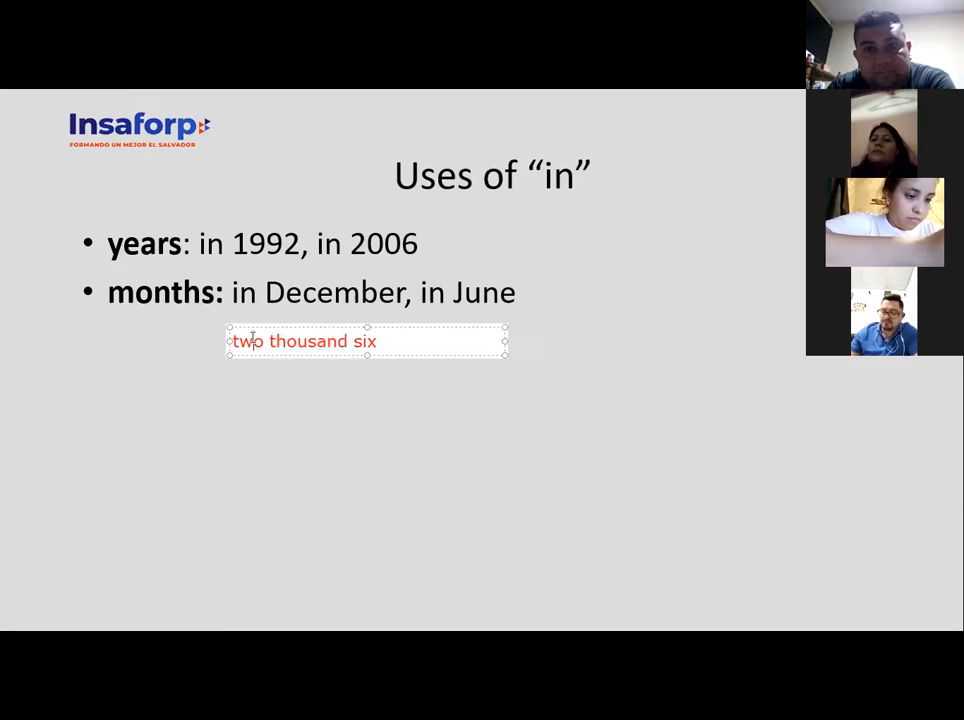 Insaforp
FORMANDO UN MEJOR EL SALVADOR
Uses of “in”
• years: in 1992, in 2006
• months: in December, in June
two thousand six